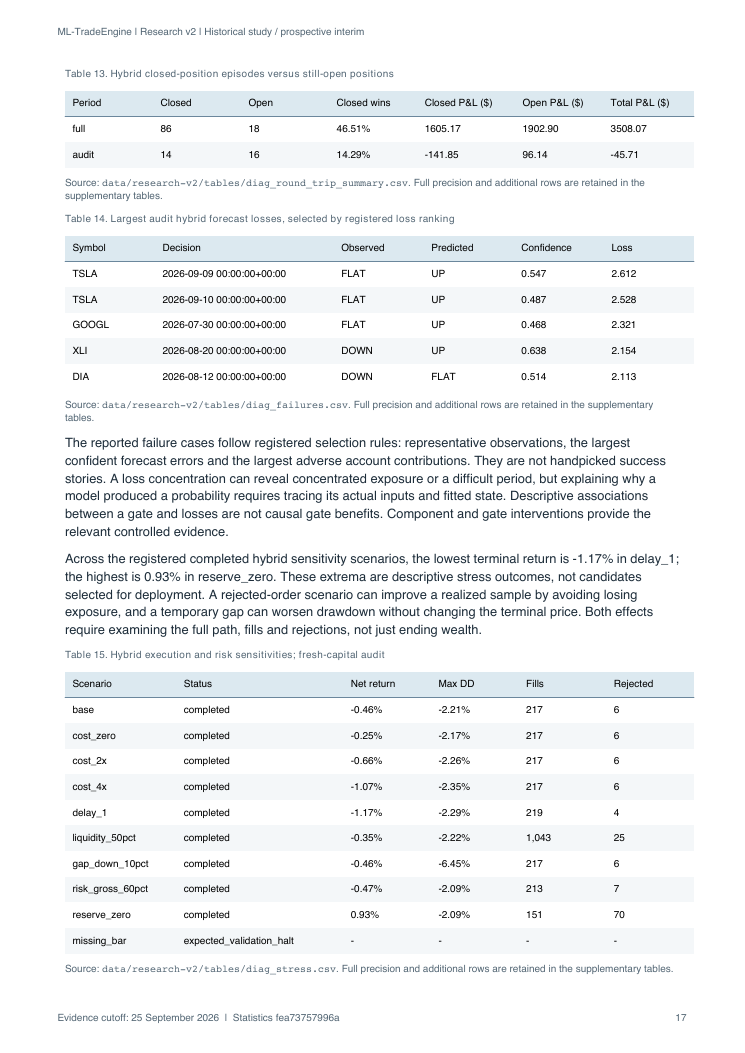 ML-TradeEngine | Research v2 | Historical study / prospective interim
Table 13. Hybrid closed-position episodes versus still-open positions
Period Closed Open Closed wins Closed P&L ($) Open P&L ($) Total P&L ($)
full 86 18 46.51% 1605.17 1902.90 3508.07
audit 14 16 14.29% -141.85 96.14 -45.71
Source: data/research-v2/tables/diag_round_trip_summary.csv. Full precision and additional rows are retained in the
supplementary tables.
Table 14. Largest audit hybrid forecast losses, selected by registered loss ranking
Symbol Decision Observed Predicted Confidence Loss
TSLA 2026-09-09 00:00:00+00:00 FLAT UP 0.547 2.612
TSLA 2026-09-10 00:00:00+00:00 FLAT UP 0.487 2.528
GOOGL 2026-07-30 00:00:00+00:00 FLAT UP 0.468 2.321
XLI 2026-08-20 00:00:00+00:00 DOWN UP 0.638 2.154
DIA 2026-08-12 00:00:00+00:00 DOWN FLAT 0.514 2.113
Source: data/research-v2/tables/diag_failures.csv. Full precision and additional rows are retained in the supplementary
tables.
The reported failure cases follow registered selection rules: representative observations, the largest
confident forecast errors and the largest adverse account contributions. They are not handpicked success
stories. A loss concentration can reveal concentrated exposure or a difficult period, but explaining why a
model produced a probability requires tracing its actual inputs and fitted state. Descriptive associations
between a gate and losses are not causal gate benefits. Component and gate interventions provide the
relevant controlled evidence.
Across the registered completed hybrid sensitivity scenarios, the lowest terminal return is -1.17% in delay_1;
the highest is 0.93% in reserve_zero. These extrema are descriptive stress outcomes, not candidates
selected for deployment. A rejected-order scenario can improve a realized sample by avoiding losing
exposure, and a temporary gap can worsen drawdown without changing the terminal price. Both effects
require examining the full path, fills and rejections, not just ending wealth.
Table 15. Hybrid execution and risk sensitivities; fresh-capital audit
Scenario Status Net return Max DD Fills Rejected
base completed -0.46% -2.21% 217 6
cost_zero completed -0.25% -2.17% 217 6
cost_2x completed -0.66% -2.26% 217 6
cost_4x completed -1.07% -2.35% 217 6
delay_1 completed -1.17% -2.29% 219 4
liquidity_50pct completed -0.35% -2.22% 1,043 25
gap_down_10pct completed -0.46% -6.45% 217 6
risk_gross_60pct completed -0.47% -2.09% 213 7
reserve_zero completed 0.93% -2.09% 151 70
missing_bar expected_validation_halt - - - -
Source: data/research-v2/tables/diag_stress.csv. Full precision and additional rows are retained in the supplementary tables.
Evidence cutoff: 25 September 2026 | Statistics fea73757996a 17